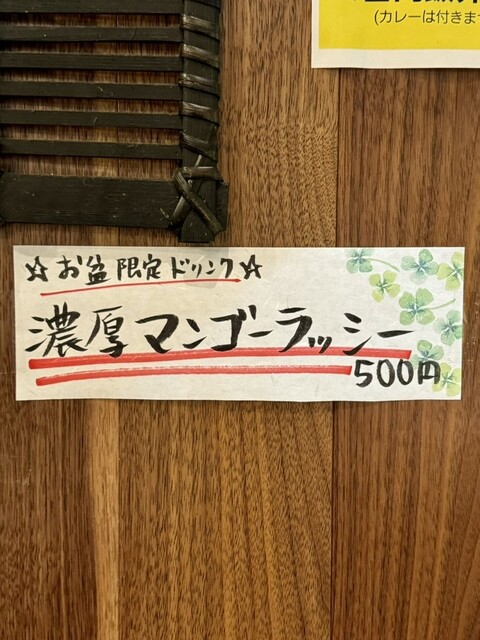 (カレーは付きま
☆お盆限定ドリンク☆
濃厚マンゴーラッシー
500円